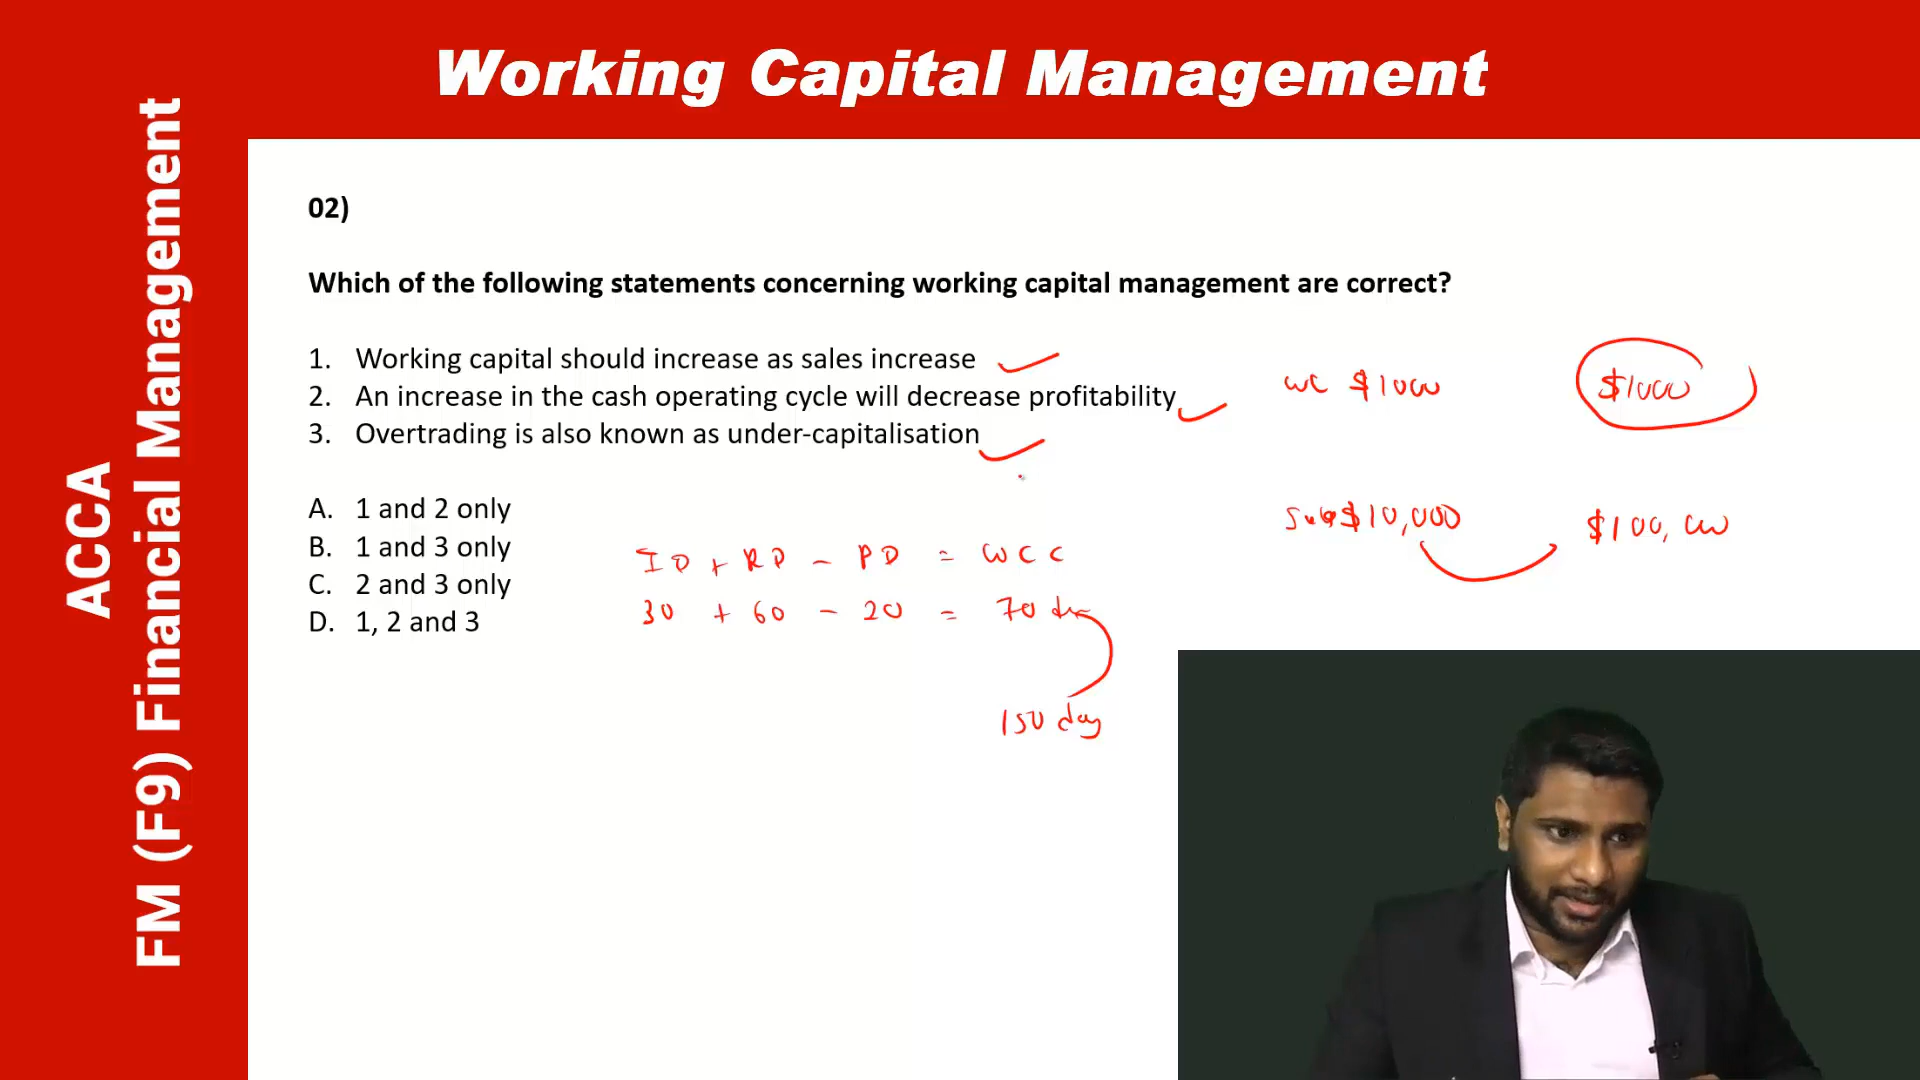 Working Capital Management
ACCA
FM (F9) Financial Management
02)
Which of the following statements concerning working capital management are correct?
1. Working capital should increase as sales increase
2. An increase in the cash operating cycle will decrease profitability
3. Overtrading is also known as under-capitalisation
WC $1000 $1000
A. 1 and 2 only
B. 1 and 3 only
C. 2 and 3 only
D. 1, 2 and 3
$10,000 $100,000
ID + RD - PD = WCC
30 + 60 - 20 = 70
150 day